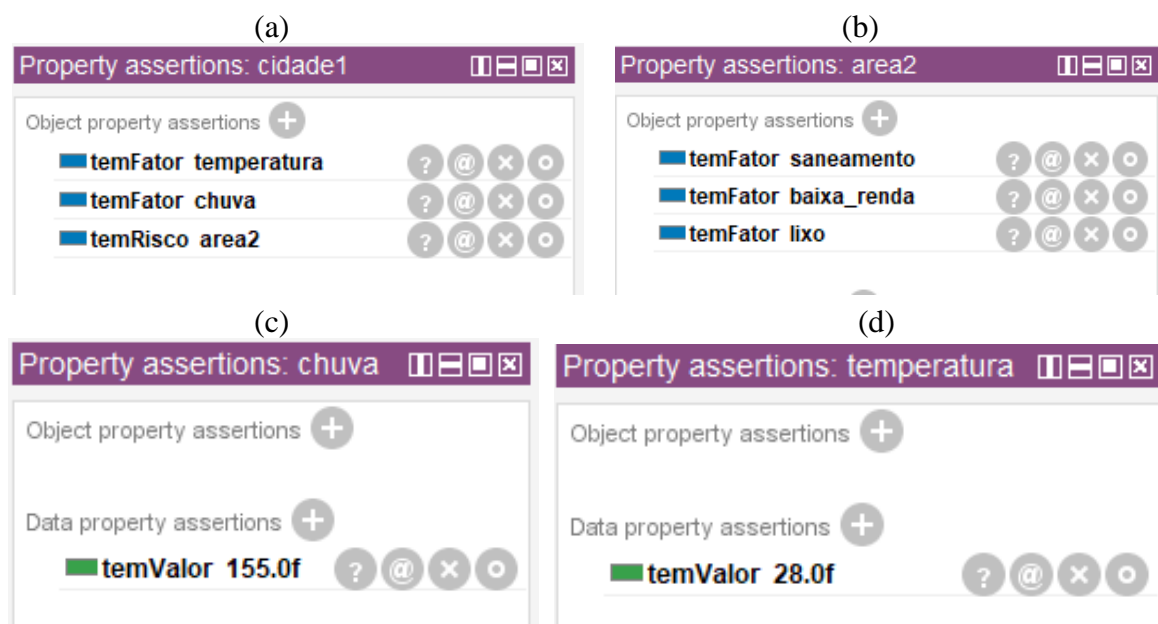 (a)
Property assertions: cidade1
Object property assertions
temFator temperatura
temFator chuva
temRisco area2
(b)
Property assertions: area2
Object property assertions
temFator saneamento
temFator baixa_renda
temFator lixo
(c)
Property assertions: chuva
Object property assertions
Data property assertions
temValor 155.0f
(d)
Property assertions: temperatura
Object property assertions
Data property assertions
temValor 28.0f